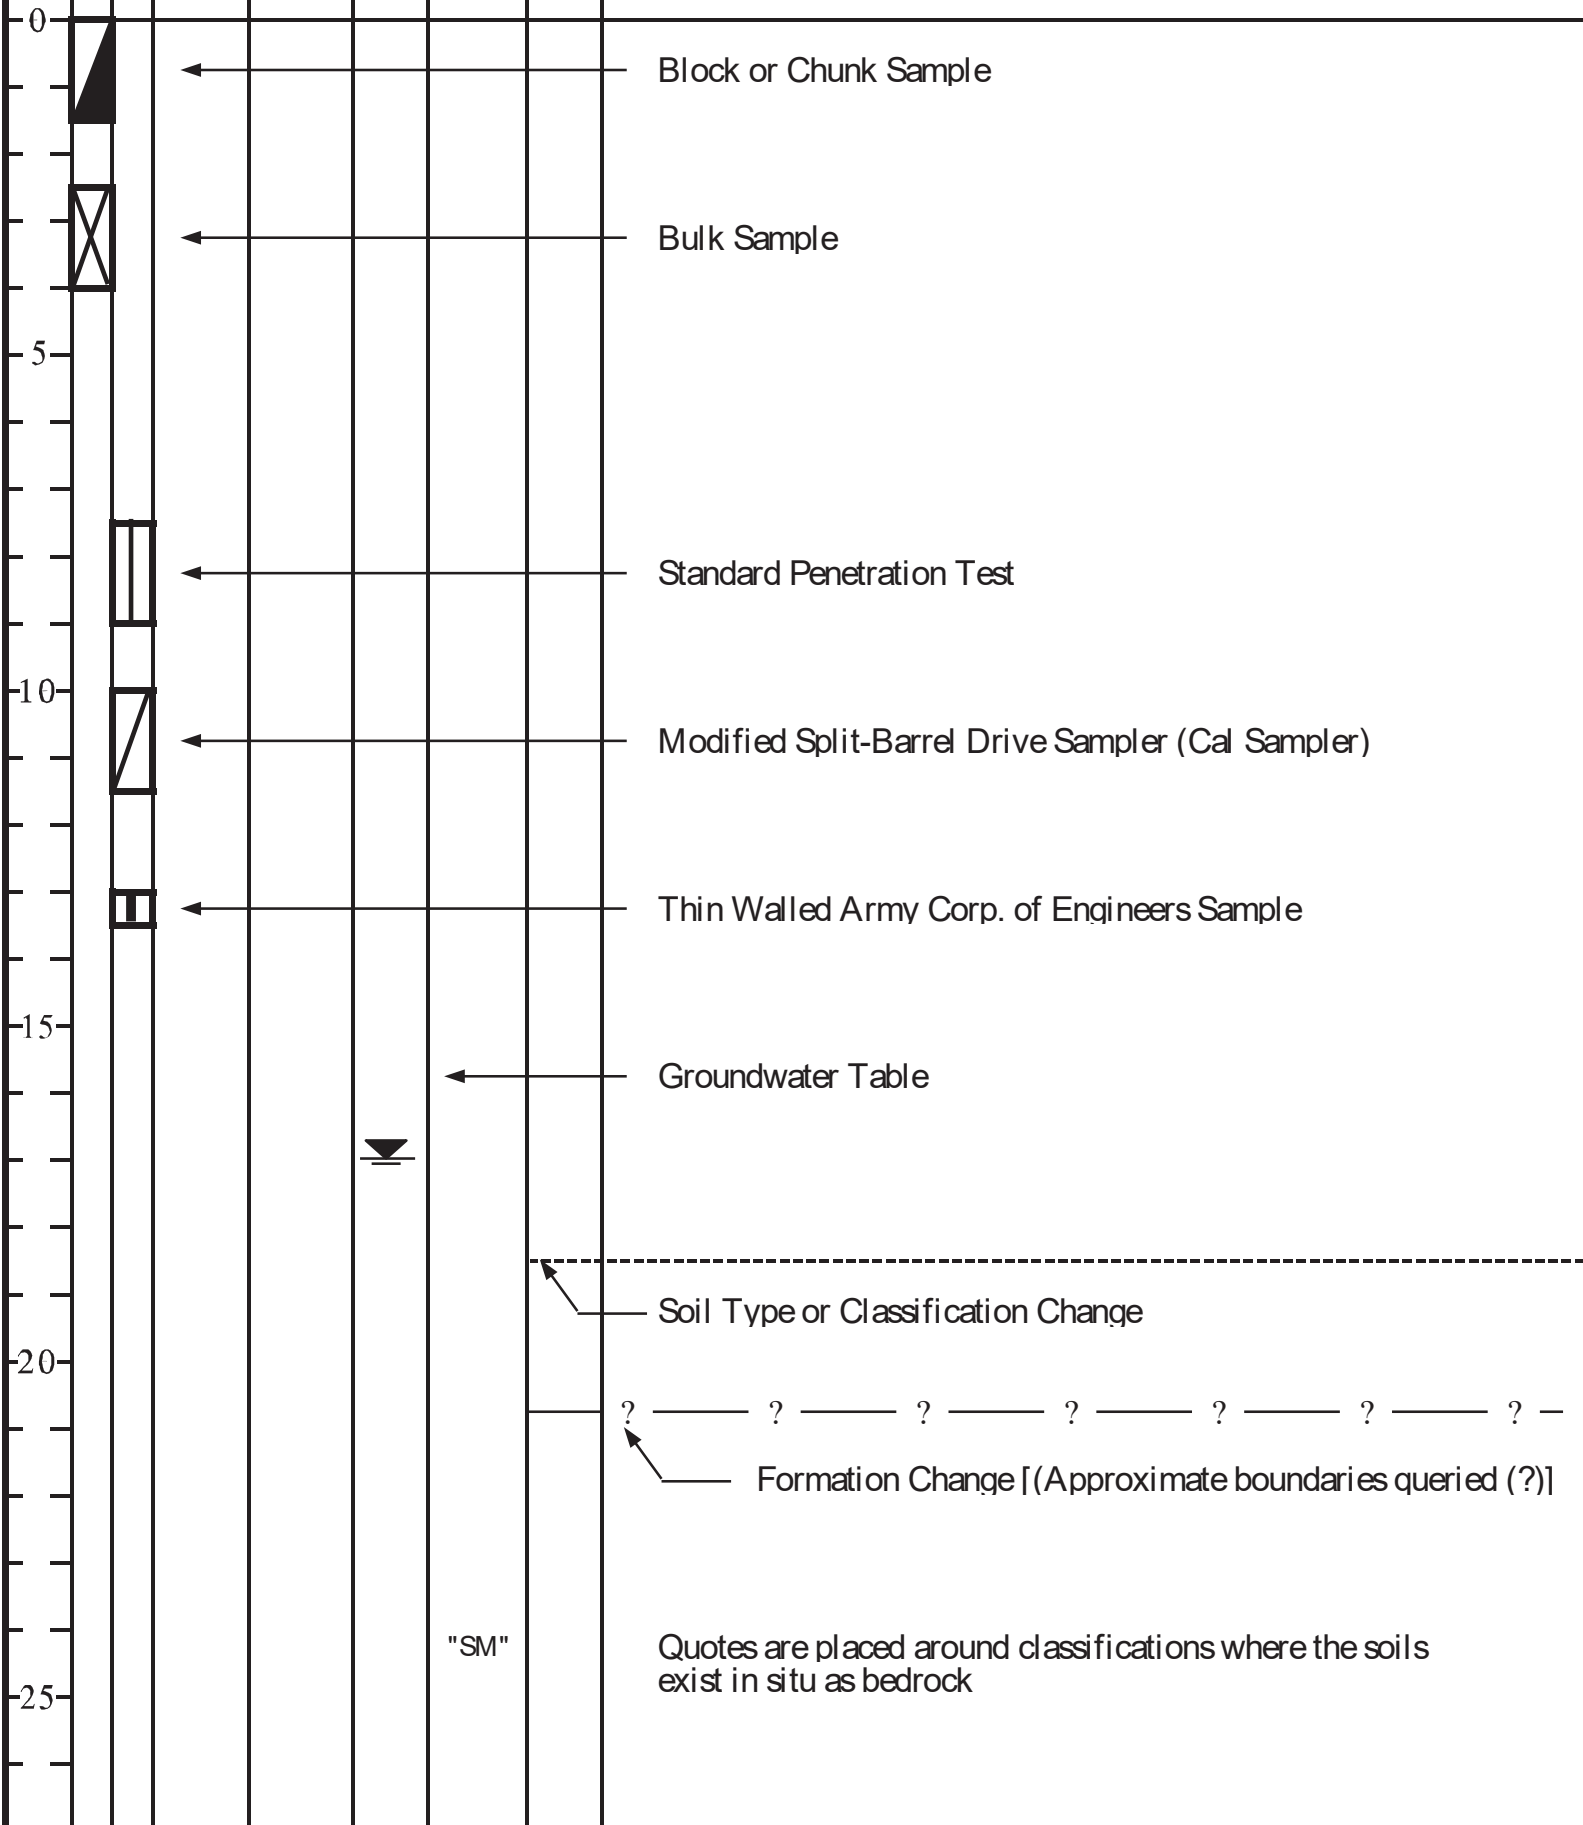 0
Block or Chunk Sample
Bulk Sample
5
Standard Penetration Test
10
Modified Split-Barrel Drive Sampler (Cal Sampler)
Thin Walled Army Corp. of Engineers Sample
15
Groundwater Table
Soil Type or Classification Change
20
? ? ? ? ? ? ?
Formation Change [(Approximate boundaries queried (?)]
"SM" Quotes are placed around classifications where the soils
exist in situ as bedrock
25